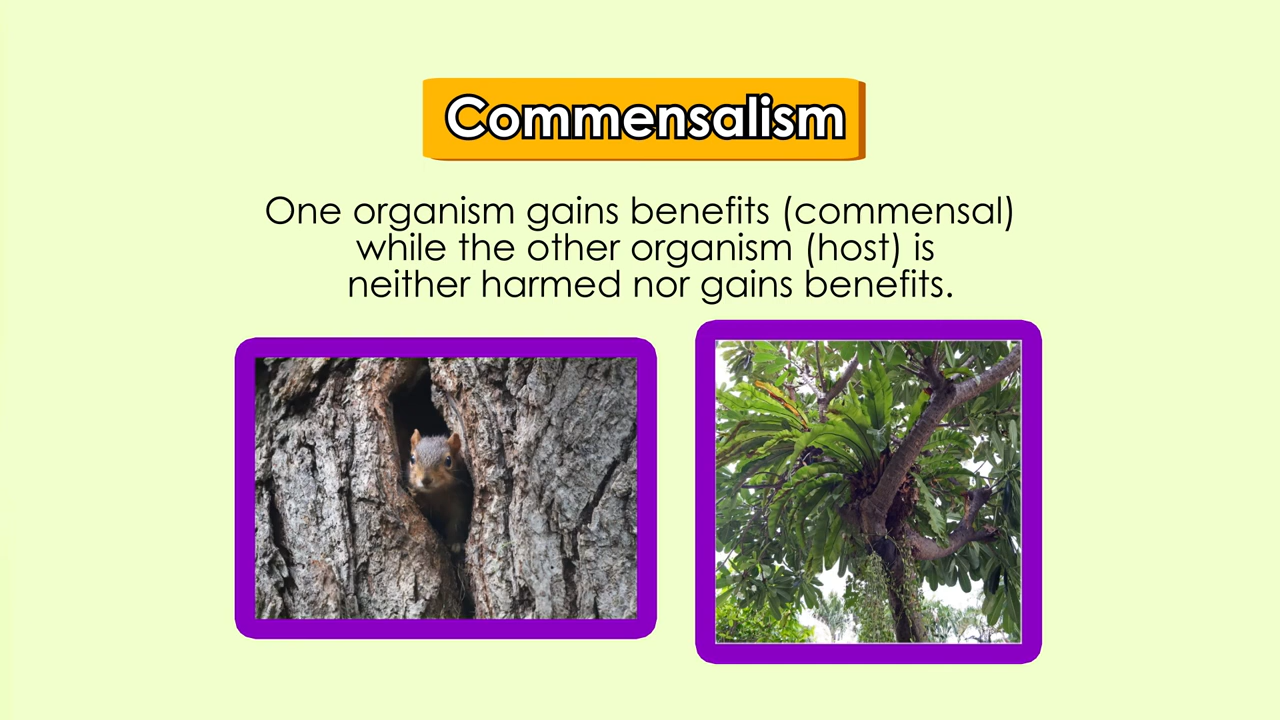 Commensalism
One organism gains benefits (commensal)
while the other organism (host) is
neither harmed nor gains benefits.